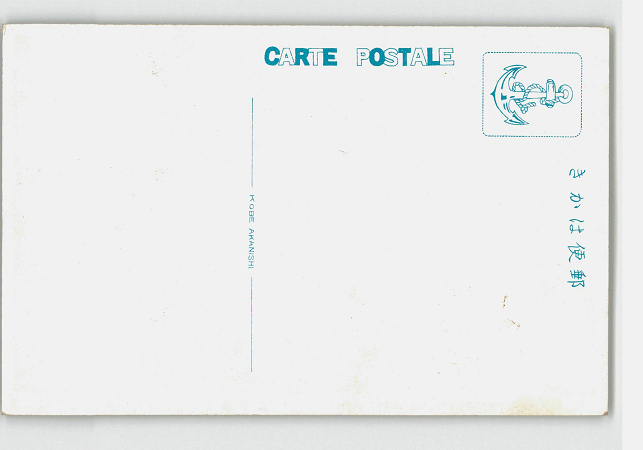 CARTE POSTALE
きかは便郵
KOBE AKANISHI